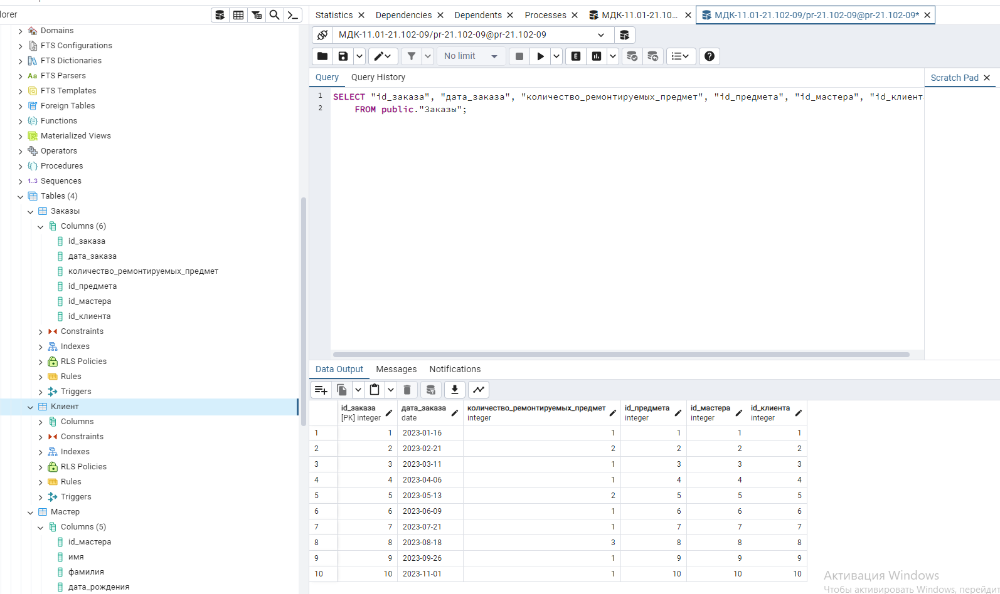 lorer
Statistics
Dependencies
Dependents
Processes
МДК-11.01-21.10...
МДК-11.01-21.102-09/pr-21.102-09@pr-21.102-09*
МДК-11.01-21.102-09/pr-21.102-09@pr-21.102-09
No limit
Query
Query History
Scratch Pad
1 SELECT "id_заказа", "дата_заказа", "количество_ремонтируемых_предмет", "id_предмета", "id_мастера", "id_клиент
2 FROM public."Заказы";
Domains
FTS Configurations
FTS Dictionaries
Aa FTS Parsers
FTS Templates
Foreign Tables
Functions
Materialized Views
Operators
Procedures
1..3 Sequences
Tables (4)
Заказы
Columns (6)
id_заказа
дата_заказа
количество_ремонтируемых_предмет
id_предмета
id_мастера
id_клиента
Constraints
Indexes
RLS Policies
Rules
Triggers
Клиент
Columns
Constraints
Indexes
RLS Policies
Rules
Triggers
Мастер
Columns (5)
id_мастера
имя
фамилия
дата_рождения
Data Output
Messages
Notifications
id_заказа
[PK] integer
дата_заказа
date
количество_ремонтируемых_предмет
integer
id_предмета
integer
id_мастера
integer
id_клиента
integer
1 1 2023-01-16 1 1 1 1
2 2 2023-02-21 2 2 2 2
3 3 2023-03-11 1 3 3 3
4 4 2023-04-06 1 4 4 4
5 5 2023-05-13 2 5 5 5
6 6 2023-06-09 1 6 6 6
7 7 2023-07-21 1 7 7 7
8 8 2023-08-18 3 8 8 8
9 9 2023-09-26 1 9 9 9
10 10 2023-11-01 1 10 10 10
Активация Windows
Чтобы активировать Windows, перейдит